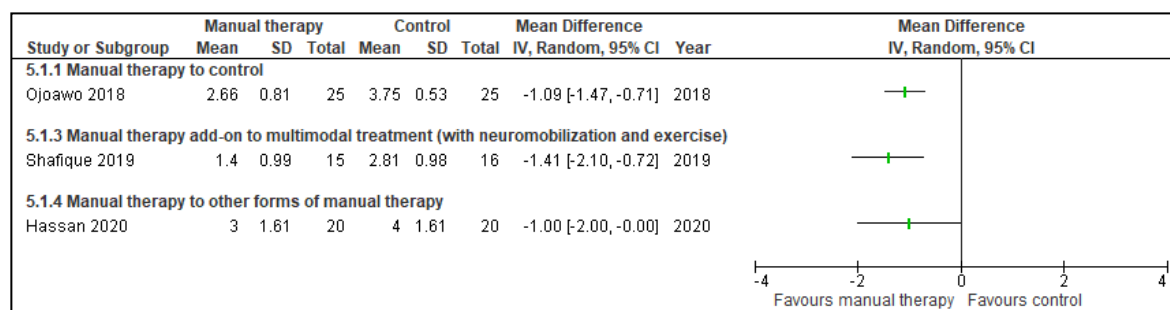 Manual therapy Control Mean Difference Mean Difference
Study or Subgroup Mean SD Total Mean SD Total IV, Random, 95% CI Year IV, Random, 95% CI
5.1.1 Manual therapy to control
Ojoawo 2018 2.66 0.81 25 3.75 0.53 25 -1.09 [-1.47, -0.71] 2018
5.1.3 Manual therapy add-on to multimodal treatment (with neuromobilization and exercise)
Shafique 2019 1.4 0.99 15 2.81 0.98 16 -1.41 [-2.10, -0.72] 2019
5.1.4 Manual therapy to other forms of manual therapy
Hassan 2020 3 1.61 20 4 1.61 20 -1.00 [-2.00, -0.00] 2020
-4 -2 0 2 4
Favours manual therapy Favours control